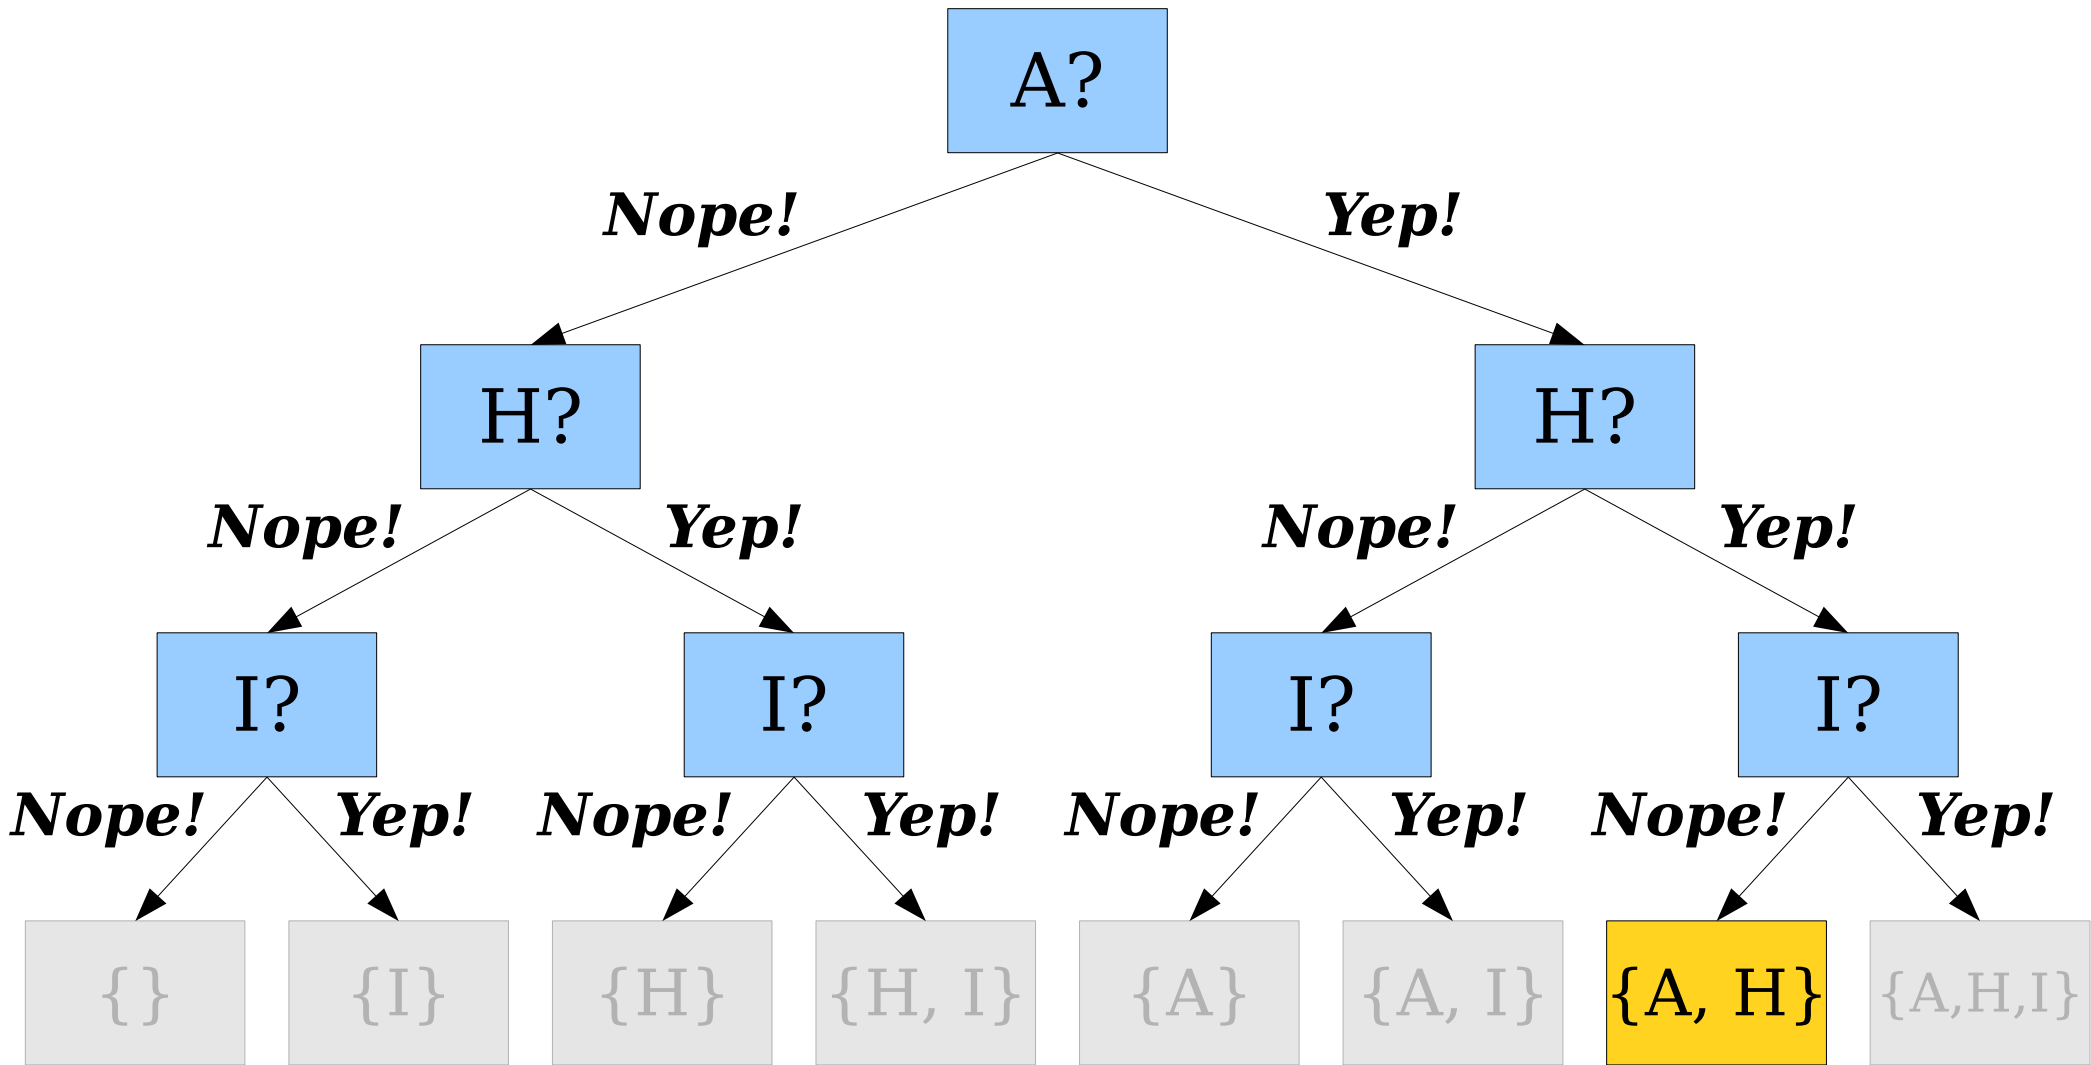 A?
Nope! Yep!
H? H?
Nope! Yep! Nope! Yep!
I? I? I? I?
Nope! Yep! Nope! Yep! Nope! Yep! Nope! Yep!
{} {I} {H} {H, I} {A} {A, I} {A, H} {A,H,I}